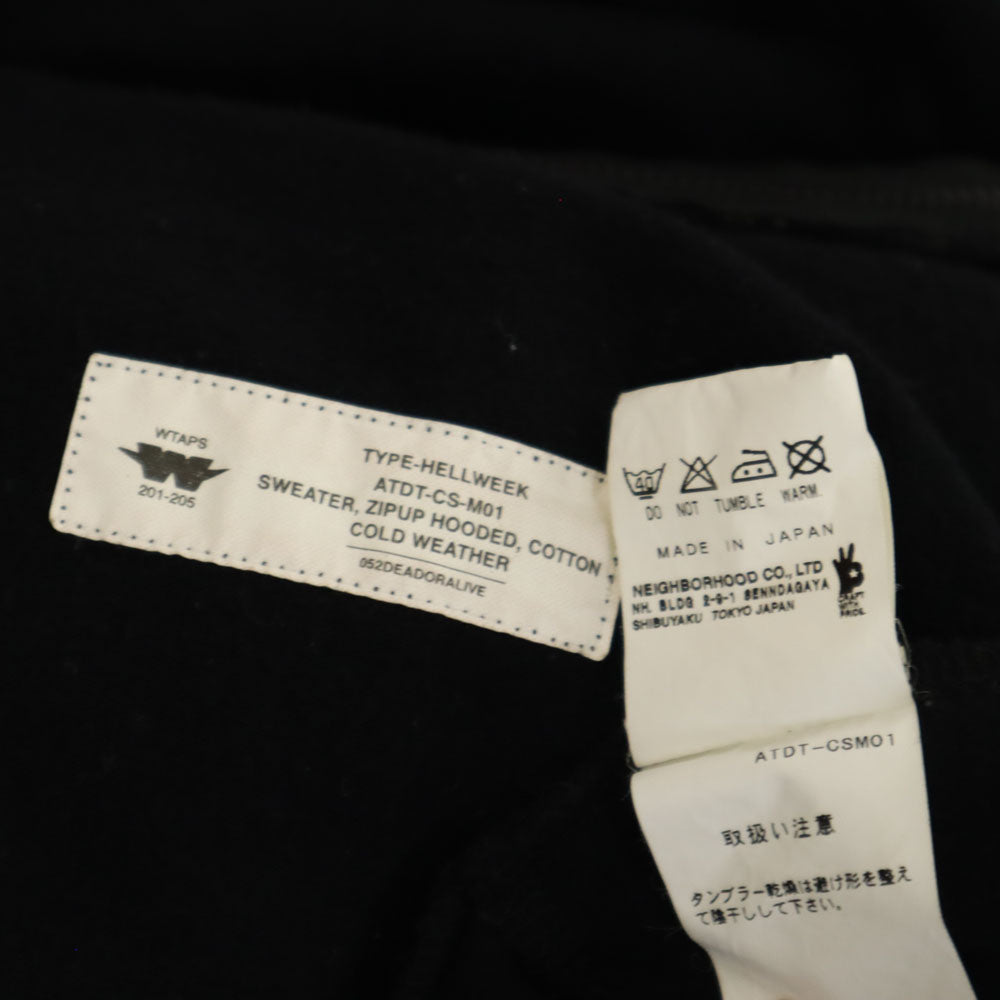 WTAPS
W
201-205
TYPE-HELLWEEK
ATDT-CS-M01
SWEATER, ZIPUP HOODED, COTTON
COLD WEATHER
052DEADORALIVE
40
DO NOT TUMBLE WARM.
MADE IN JAPAN
NEIGHBORHOOD CO., LTD
NH. BLDG 2-9-1 SENNDAGAYA
SHIBUYAKU TOKYO JAPAN
CRAFT
WITH
PRIDE
ATDT-CSM01
取扱い注意
タンブラー乾燥は避け形を整え
て陰干しして下さい。